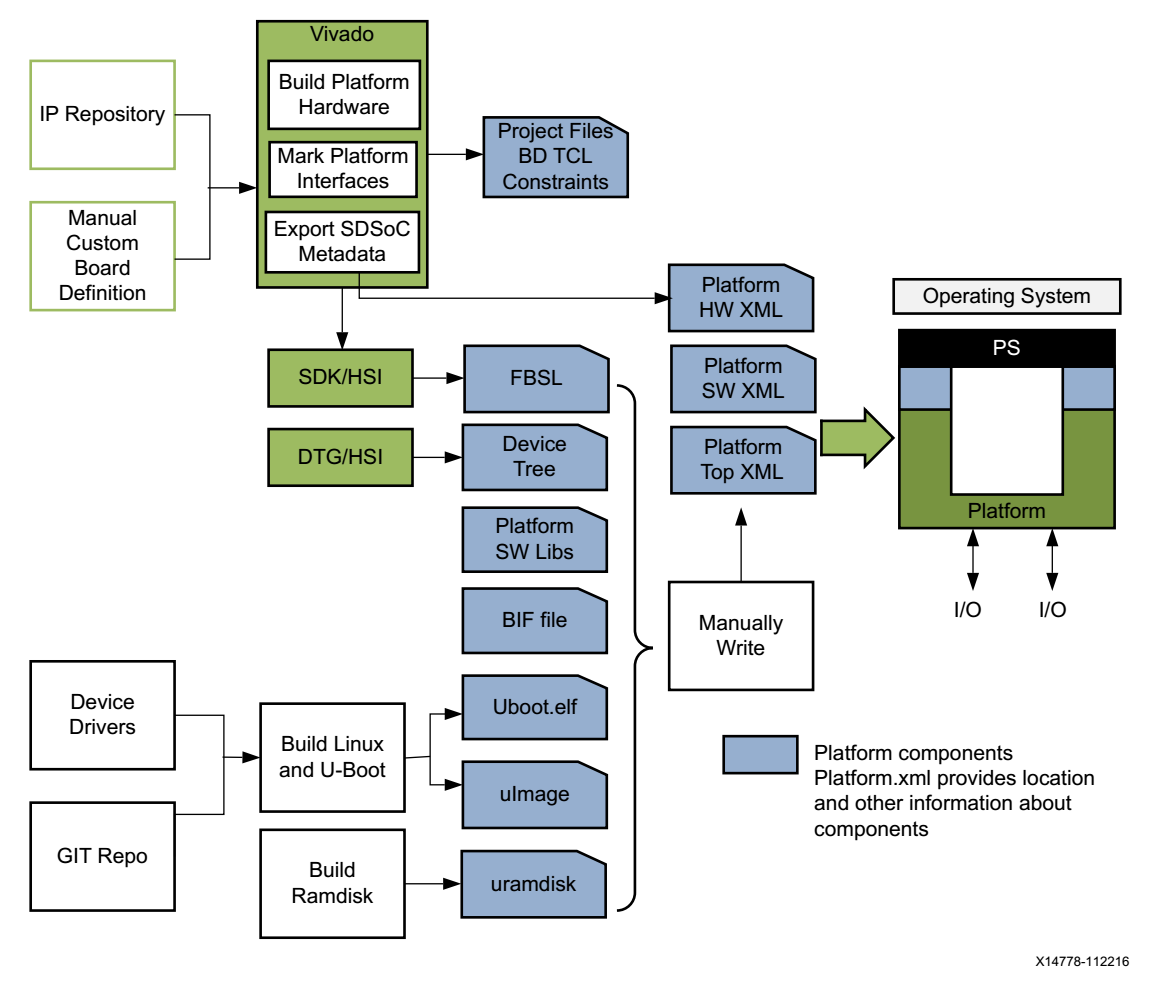 Vivado
Build Platform
Hardware
Mark Platform
Interfaces
Export SDSoC
Metadata
IP Repository
Manual
Custom
Board
Definition
Project Files
BD TCL
Constraints
Platform
HW XML
Platform
SW XML
Platform
Top XML
Operating System
PS
Platform
I/O
I/O
SDK/HSI
FBSL
DTG/HSI
Device
Tree
Platform
SW Libs
BIF file
Manually
Write
Device
Drivers
GIT Repo
Build Linux
and U-Boot
Uboot.elf
uImage
Build
Ramdisk
uramdisk
Platform components
Platform.xml provides location
and other information about
components
X14778-112216